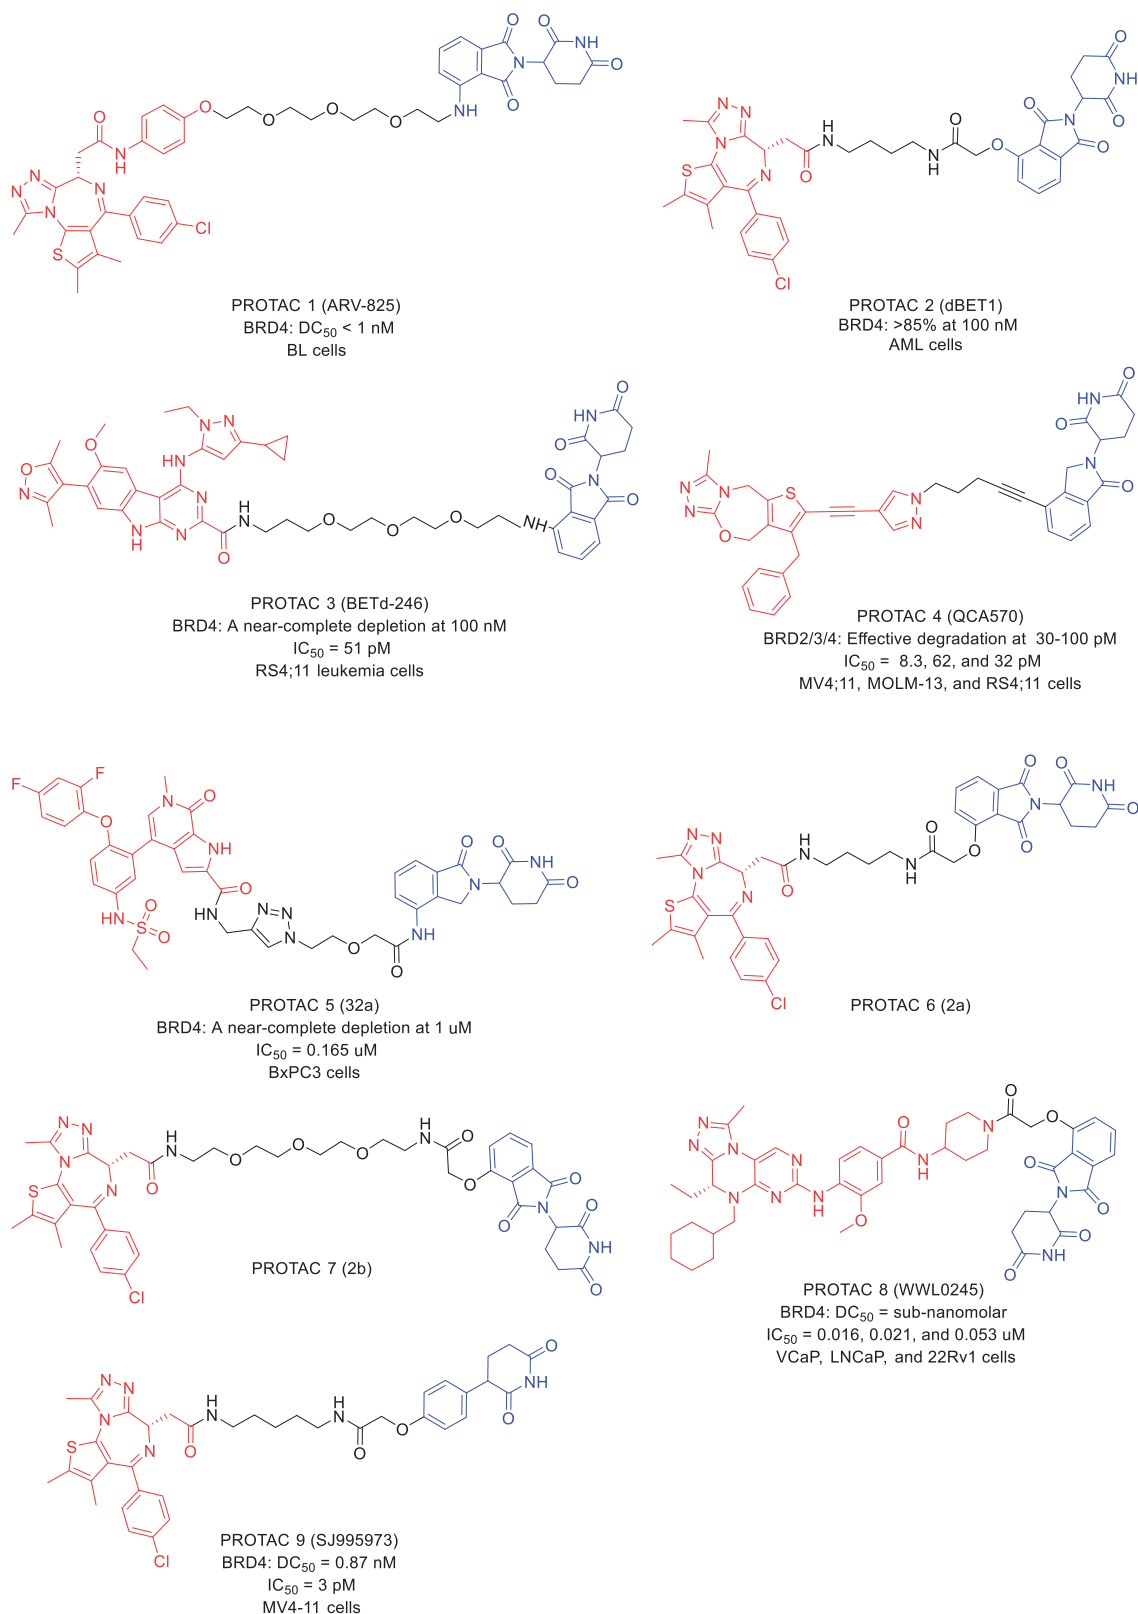 PROTAC 1 (ARV-825)
BRD4: DC50 < 1 nM
BL cells
PROTAC 2 (dBET1)
BRD4: >85% at 100 nM
AML cells
PROTAC 3 (BETd-246)
BRD4: A near-complete depletion at 100 nM
IC50 = 51 pM
RS4;11 leukemia cells
PROTAC 4 (QCA570)
BRD2/3/4: Effective degradation at 30-100 pM
IC50 = 8.3, 62, and 32 pM
MV4;11, MOLM-13, and RS4;11 cells
PROTAC 5 (32a)
BRD4: A near-complete depletion at 1 uM
IC50 = 0.165 uM
BxPC3 cells
PROTAC 6 (2a)
PROTAC 7 (2b)
PROTAC 8 (WWL0245)
BRD4: DC50 = sub-nanomolar
IC50 = 0.016, 0.021, and 0.053 uM
VCaP, LNCaP, and 22Rv1 cells
PROTAC 9 (SJ995973)
BRD4: DC50 = 0.87 nM
IC50 = 3 pM
MV4-11 cells